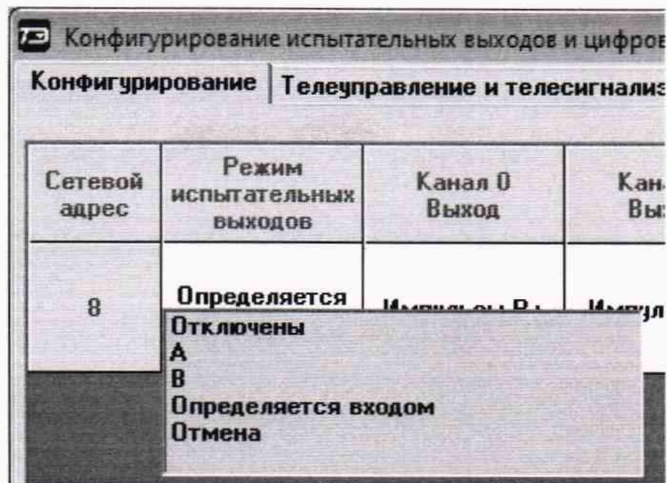 Конфигурирование испытательных выходов и цифров
Конфигурирование Телеуправление и телесигнализ
Сетевой адрес
Режим испытательных выходов
Канал 0 Выход
8
Определяется
Отключены
A
B
Определяется входом
Отмена